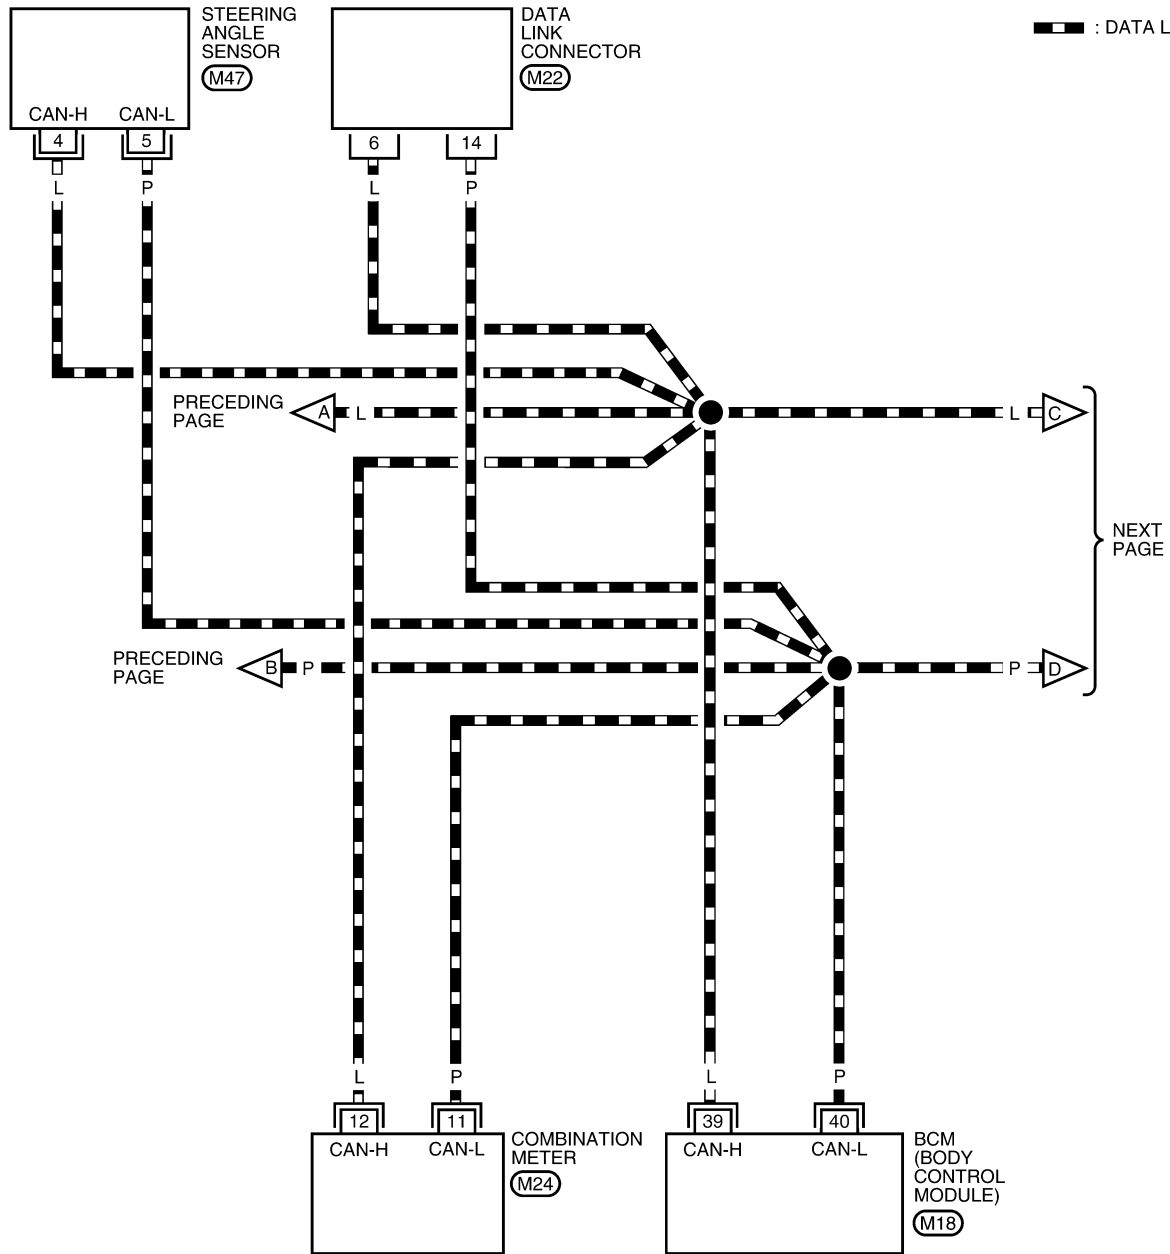 STEERING
ANGLE
SENSOR
M47
DATA
LINK
CONNECTOR
M22
: DATA L
CAN-H CAN-L
4 5
6 14
L P
L P
PRECEDING
PAGE
A L
L C
NEXT
PAGE
PRECEDING
PAGE
B P
P D
L P
L P
12 11
39 40
CAN-H CAN-L
CAN-H CAN-L
COMBINATION
METER
M24
BCM
(BODY
CONTROL
MODULE)
M18